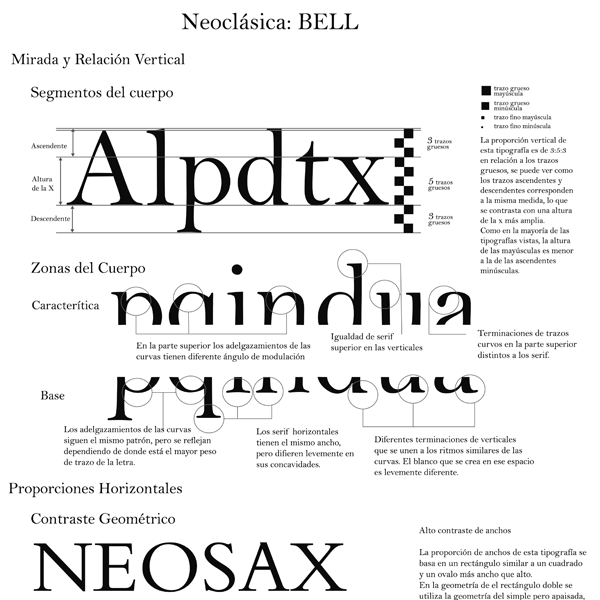 Neoclásica: BELL
Mirada y Relación Vertical
Segmentos del cuerpo
trazo grueso
mayúscula
trazo grueso
minúscula
trazo fino mayúscula
trazo fino minúscula
Ascendente
Altura
de la X
Descendente
Alpdtx
3 trazos
gruesos
5 trazos
gruesos
3 trazos
gruesos
La proporción vertical de
esta tipografía es de 3:5:3
en relación a los trazos
gruesos, se puede ver como
los trazos ascendentes y
descendentes corresponden
a la misma medida, lo que
se contrasta con una altura
de la x más amplia.
Como en la mayoría de las
tipografías vistas, la altura
de las mayúsculas es menor
a la de las ascendentes
minúsculas.
Zonas del Cuerpo
Caracterítica
pqindua
En la parte superior los adelgazamientos de las
curvas tienen diferente ángulo de modulación
Igualdad de serif
superior en las verticales
Terminaciones de trazos
curvos en la parte superior
distintos a los serif.
Base
pqindua
Los adelgazamientos de las curvas
siguen el mismo patrón, pero se reflejan
dependiendo de donde está el mayor peso
de trazo de la letra.
Los serif horizontales
tienen el mismo ancho,
pero difieren levemente en
sus concavidades.
Diferentes terminaciones de verticales
que se unen a los ritmos similares de las
curvas. El blanco que se crea en ese espacio
es levemente diferente.
Proporciones Horizontales
Contraste Geométrico
NEOSAX
Alto contraste de anchos
La proporción de anchos de esta tipografía se
basa en un rectángulo similar a un cuadrado
y un ovalo más ancho que alto.
En la geometría de el rectángulo doble se
utiliza la geometría del simple pero apaisada,